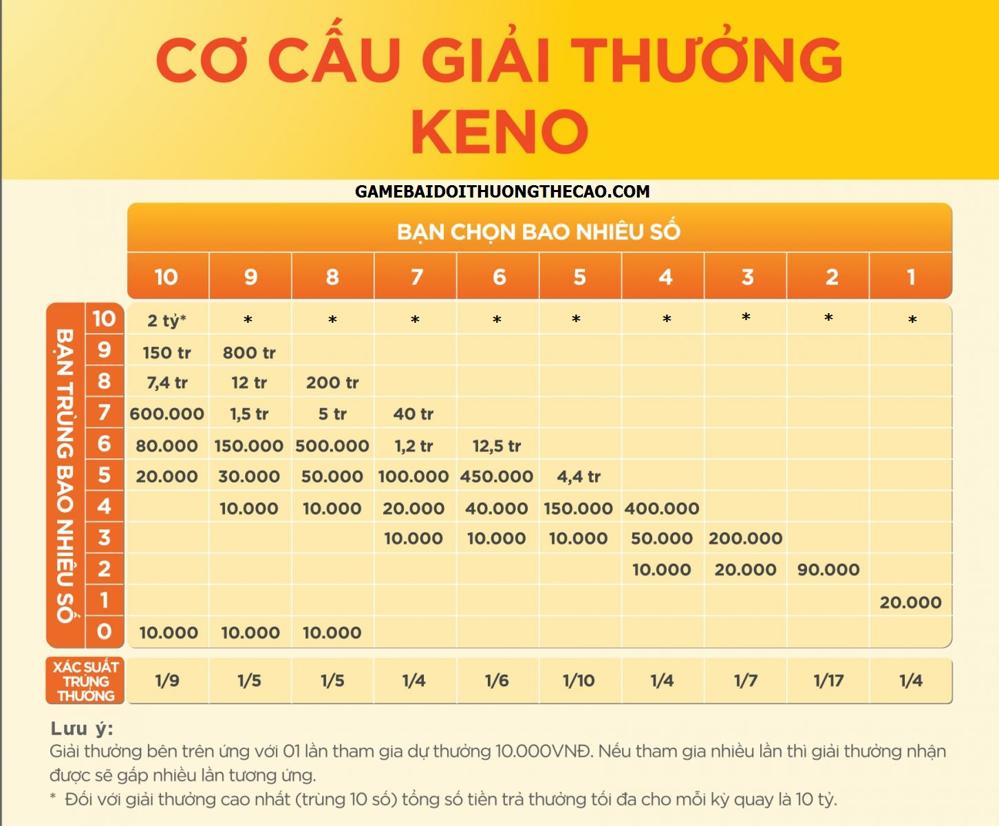 CƠ CẤU GIẢI THƯỞNG
KENO
GAMEBAIDOITHUONGTHECAO.COM
BẠN CHỌN BAO NHIÊU SỐ
10 9 8 7 6 5 4 3 2 1
BẠN TRÙNG BAO NHIÊU SỐ
10 2 tỷ* * * * * * * * * *
9 150 tr 800 tr
8 7,4 tr 12 tr 200 tr
7 600.000 1,5 tr 5 tr 40 tr
6 80.000 150.000 500.000 1,2 tr 12,5 tr
5 20.000 30.000 50.000 100.000 450.000 4,4 tr
4 10.000 10.000 20.000 40.000 150.000 400.000
3 10.000 10.000 10.000 50.000 200.000
2 10.000 20.000 90.000
1 20.000
0 10.000 10.000 10.000
XÁC SUẤT
TRÚNG
THƯỞNG
1/9 1/5 1/5 1/4 1/6 1/10 1/4 1/7 1/17 1/4
Lưu ý:
Giải thưởng bên trên ứng với 01 lần tham gia dự thưởng 10.000VNĐ. Nếu tham gia nhiều lần thì giải thưởng nhận
được sẽ gấp nhiều lần tương ứng.
* Đối với giải thưởng cao nhất (trùng 10 số) tổng số tiền trả thưởng tối đa cho mỗi kỳ quay là 10 tỷ.